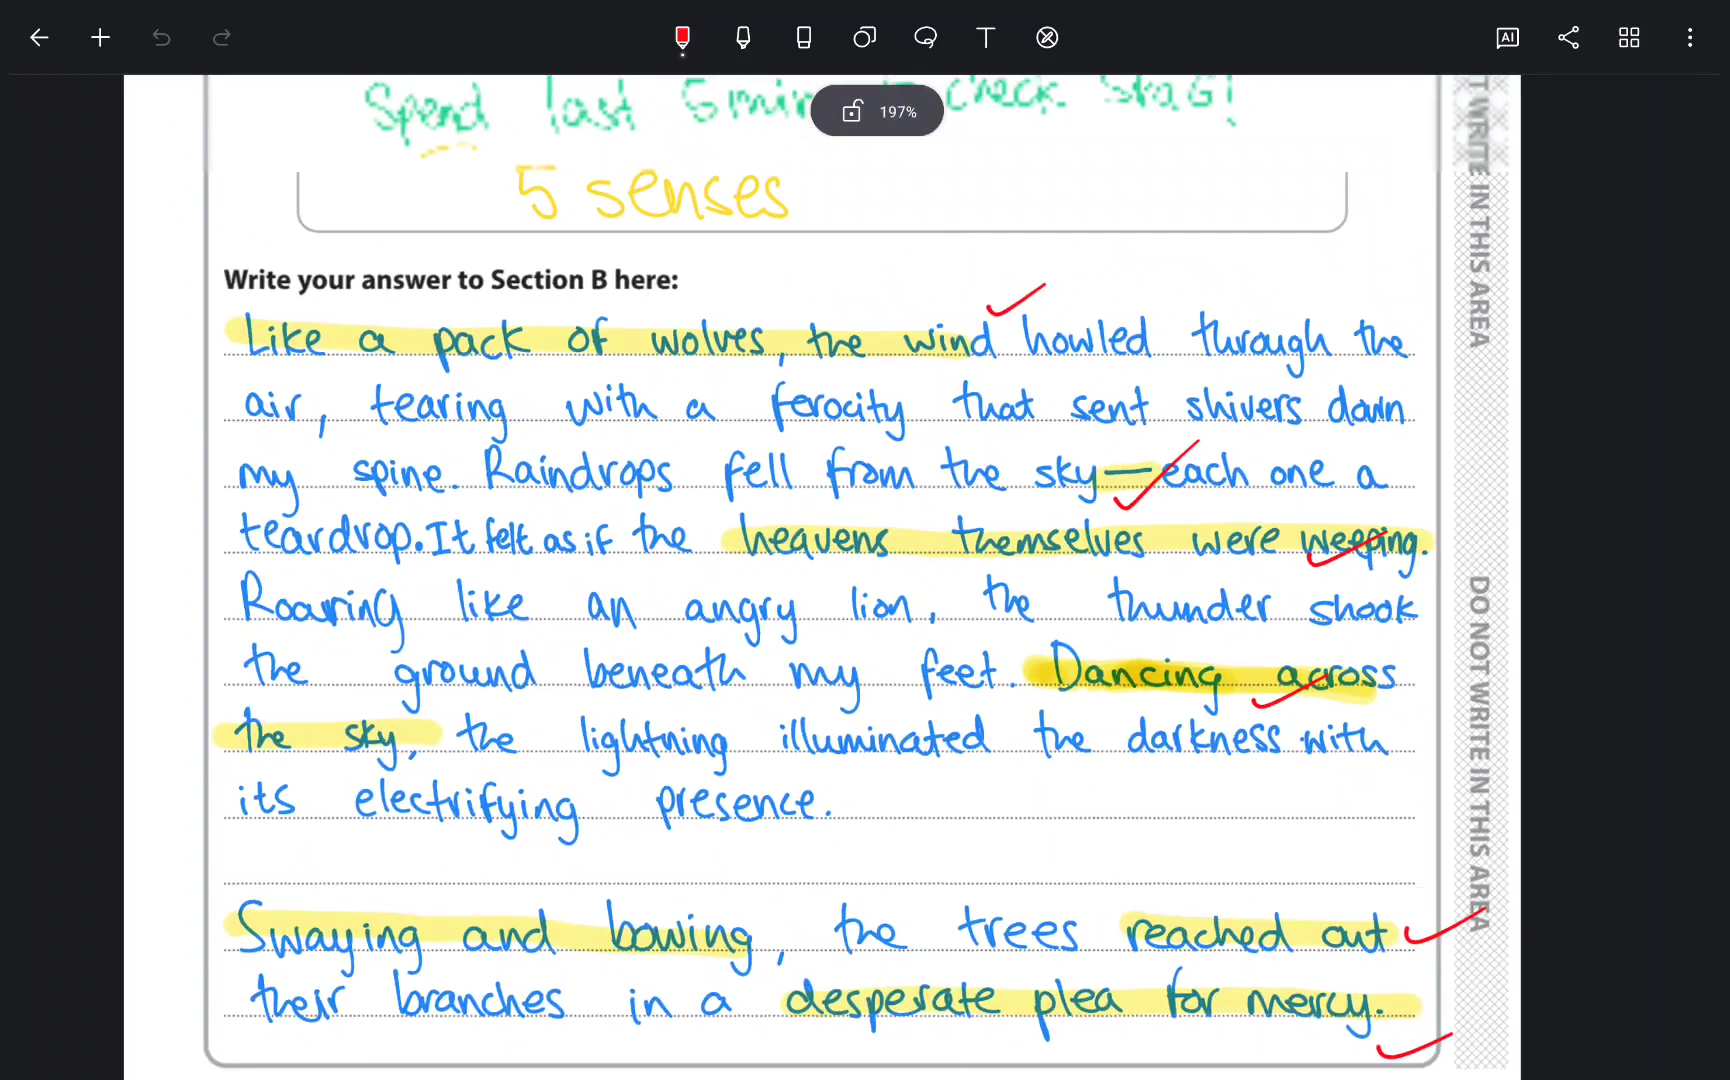 Spend last 5 min check SPaG!
197%
5 senses
Write your answer to Section B here:
Like a pack of wolves, the wind howled through the
air, tearing with a ferocity that sent shivers down
my spine. Raindrops fell from the sky — each one a
teardrop. It felt as if the heavens themselves were weeping.
Roaring like an angry lion, the thunder shook
the ground beneath my feet. Dancing across
the sky, the lightning illuminated the darkness with
its electrifying presence.
Swaying and bowing, the trees reached out
their branches in a desperate plea for mercy.
T WRITE IN THIS AREA
DO NOT WRITE IN THIS AREA
AI
T